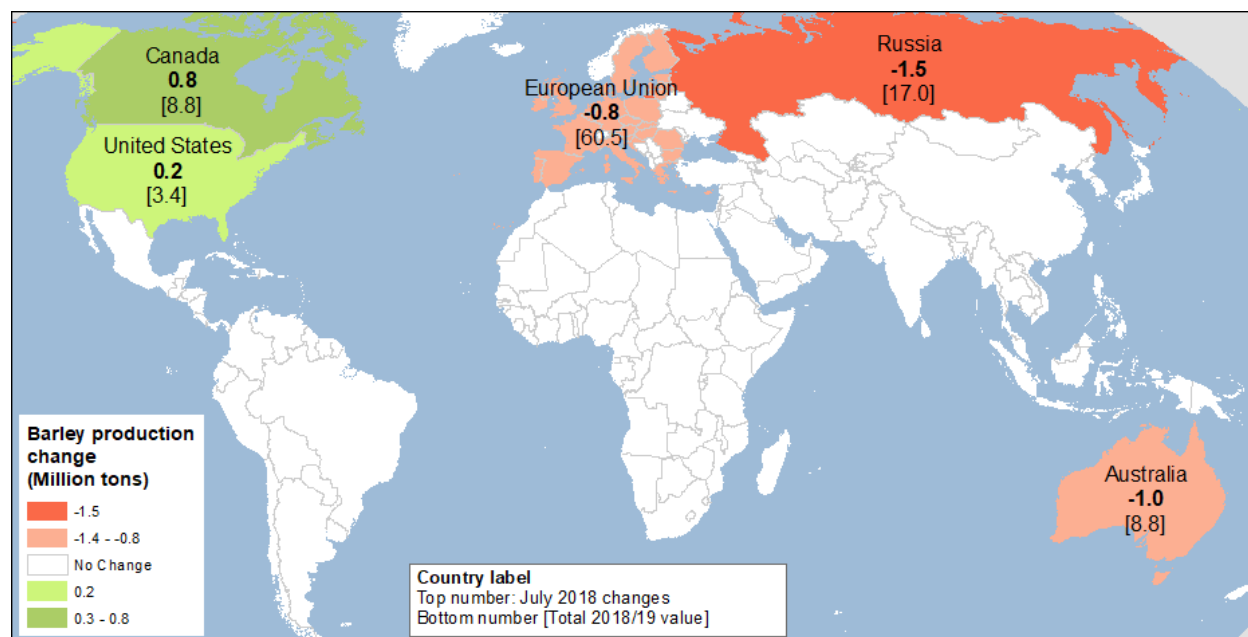 Canada
0.8
[8.8]
United States
0.2
[3.4]
European Union
-0.8
[60.5]
Russia
-1.5
[17.0]
Australia
-1.0
[8.8]
Barley production
change
(Million tons)
-1.5
-1.4 - -0.8
No Change
0.2
0.3 - 0.8
Country label
Top number: July 2018 changes
Bottom number [Total 2018/19 value]